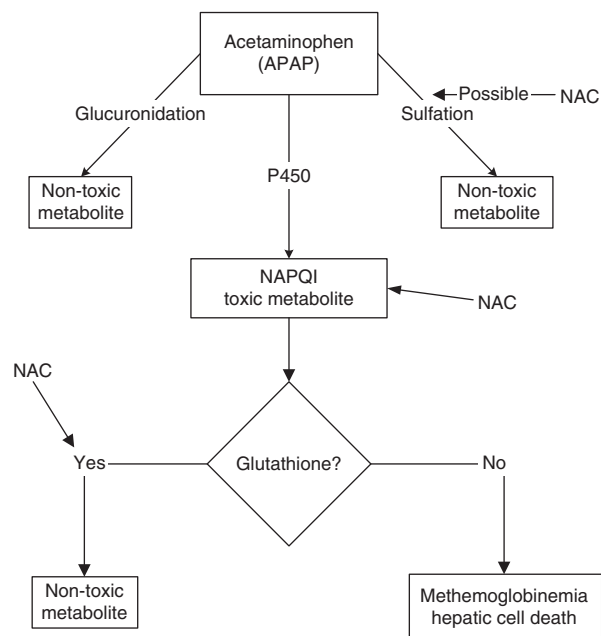 Acetaminophen
(APAP)
Glucuronidation
Possible
NAC
Sulfation
P450
Non-toxic
metabolite
Non-toxic
metabolite
NAPQI
toxic metabolite
NAC
NAC
Yes
Glutathione?
No
Non-toxic
metabolite
Methemoglobinemia
hepatic cell death